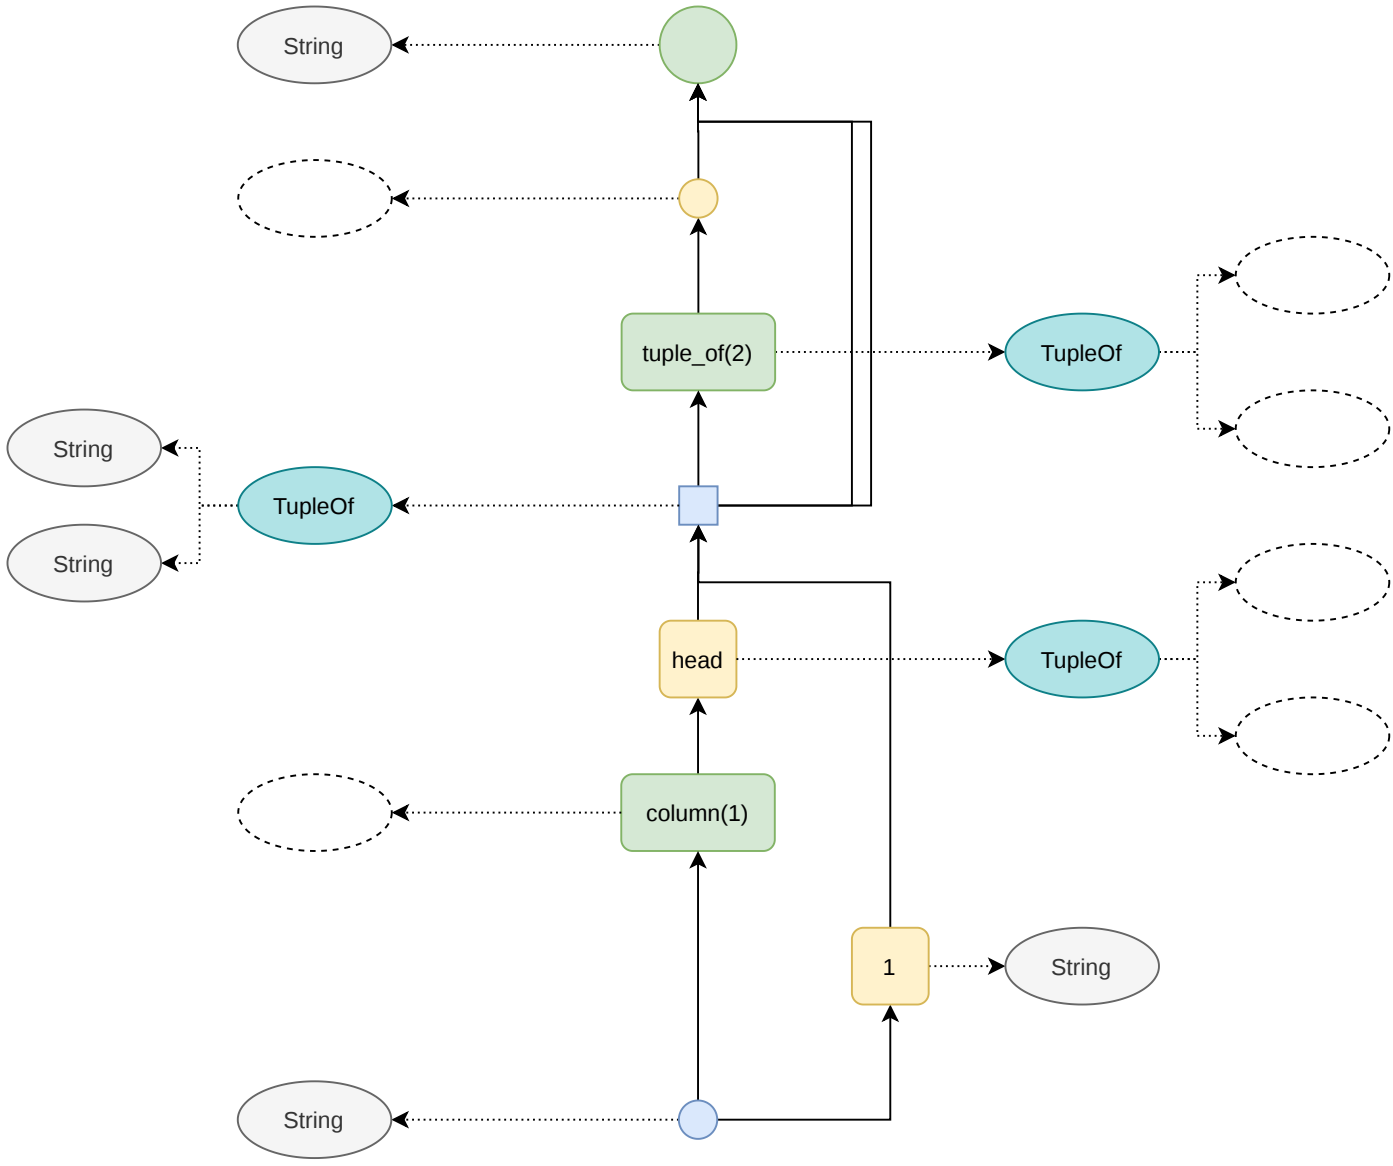 String
tuple_of(2)
TupleOf
String
TupleOf
String
head
TupleOf
column(1)
1
String
String